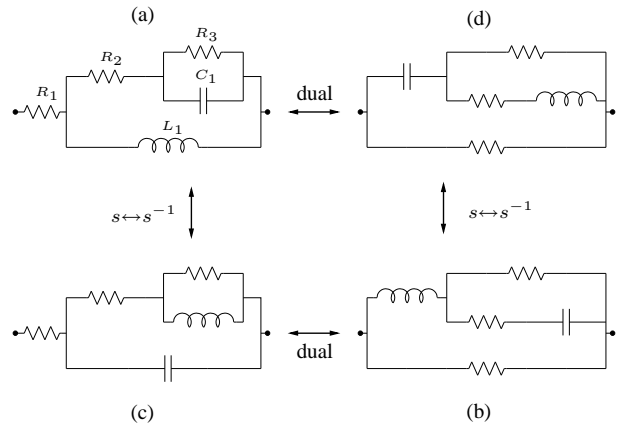 (a)
(d)
R₃
R₂
C₁
R₁
dual
L₁
s↔s⁻¹
s↔s⁻¹
dual
(c)
(b)